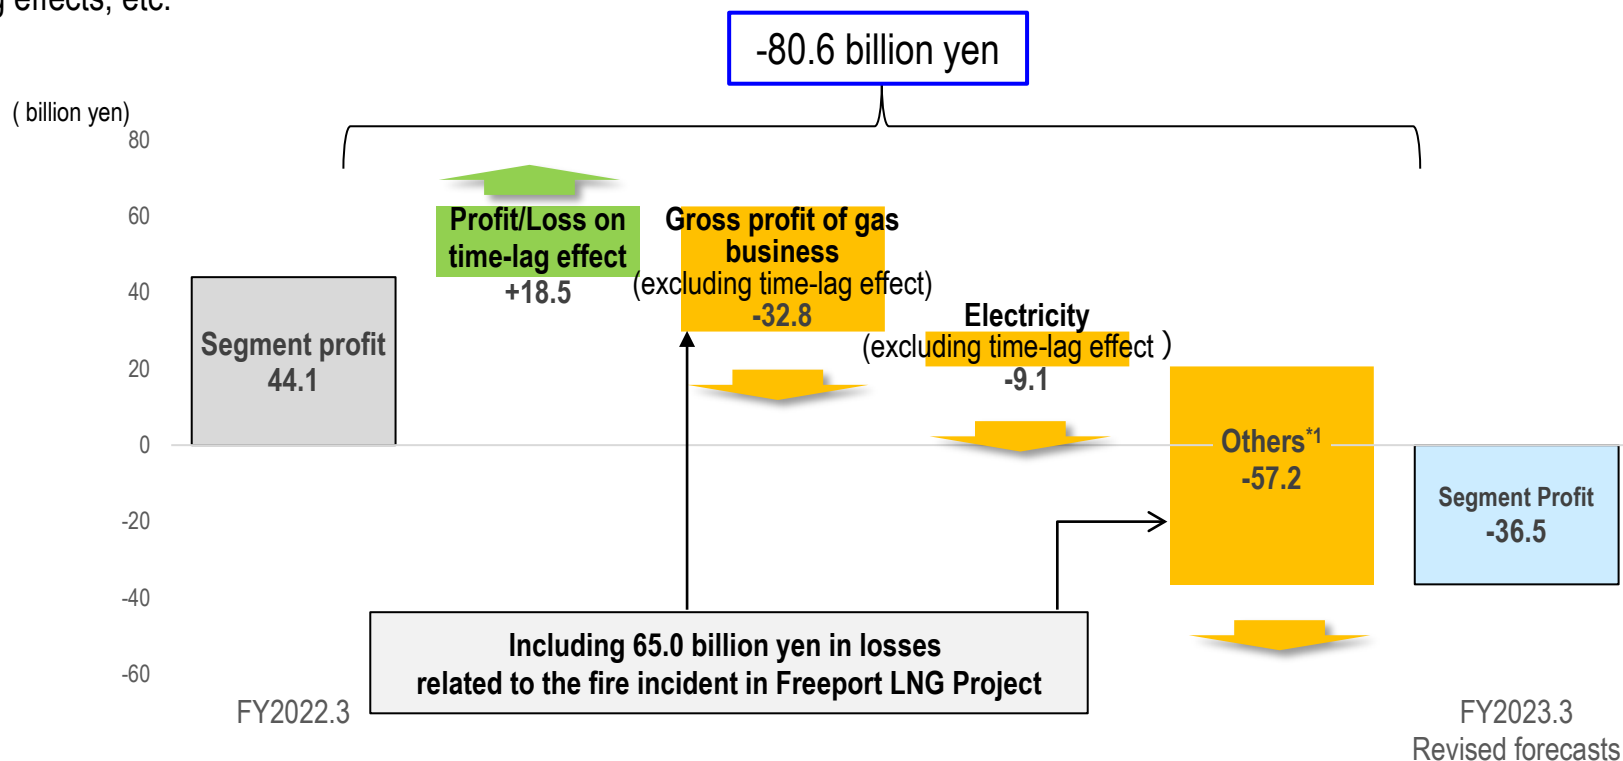 effects, etc.
-80.6 billion yen
( billion yen)
80
60
40
20
0
-20
-40
-60
Segment profit
44.1
Profit/Loss on
time-lag effect
+18.5
Gross profit of gas
business
(excluding time-lag effect)
-32.8
Electricity
(excluding time-lag effect )
-9.1
Others*1
-57.2
Segment Profit
-36.5
Including 65.0 billion yen in losses
related to the fire incident in Freeport LNG Project
FY2022.3
FY2023.3
Revised forecasts